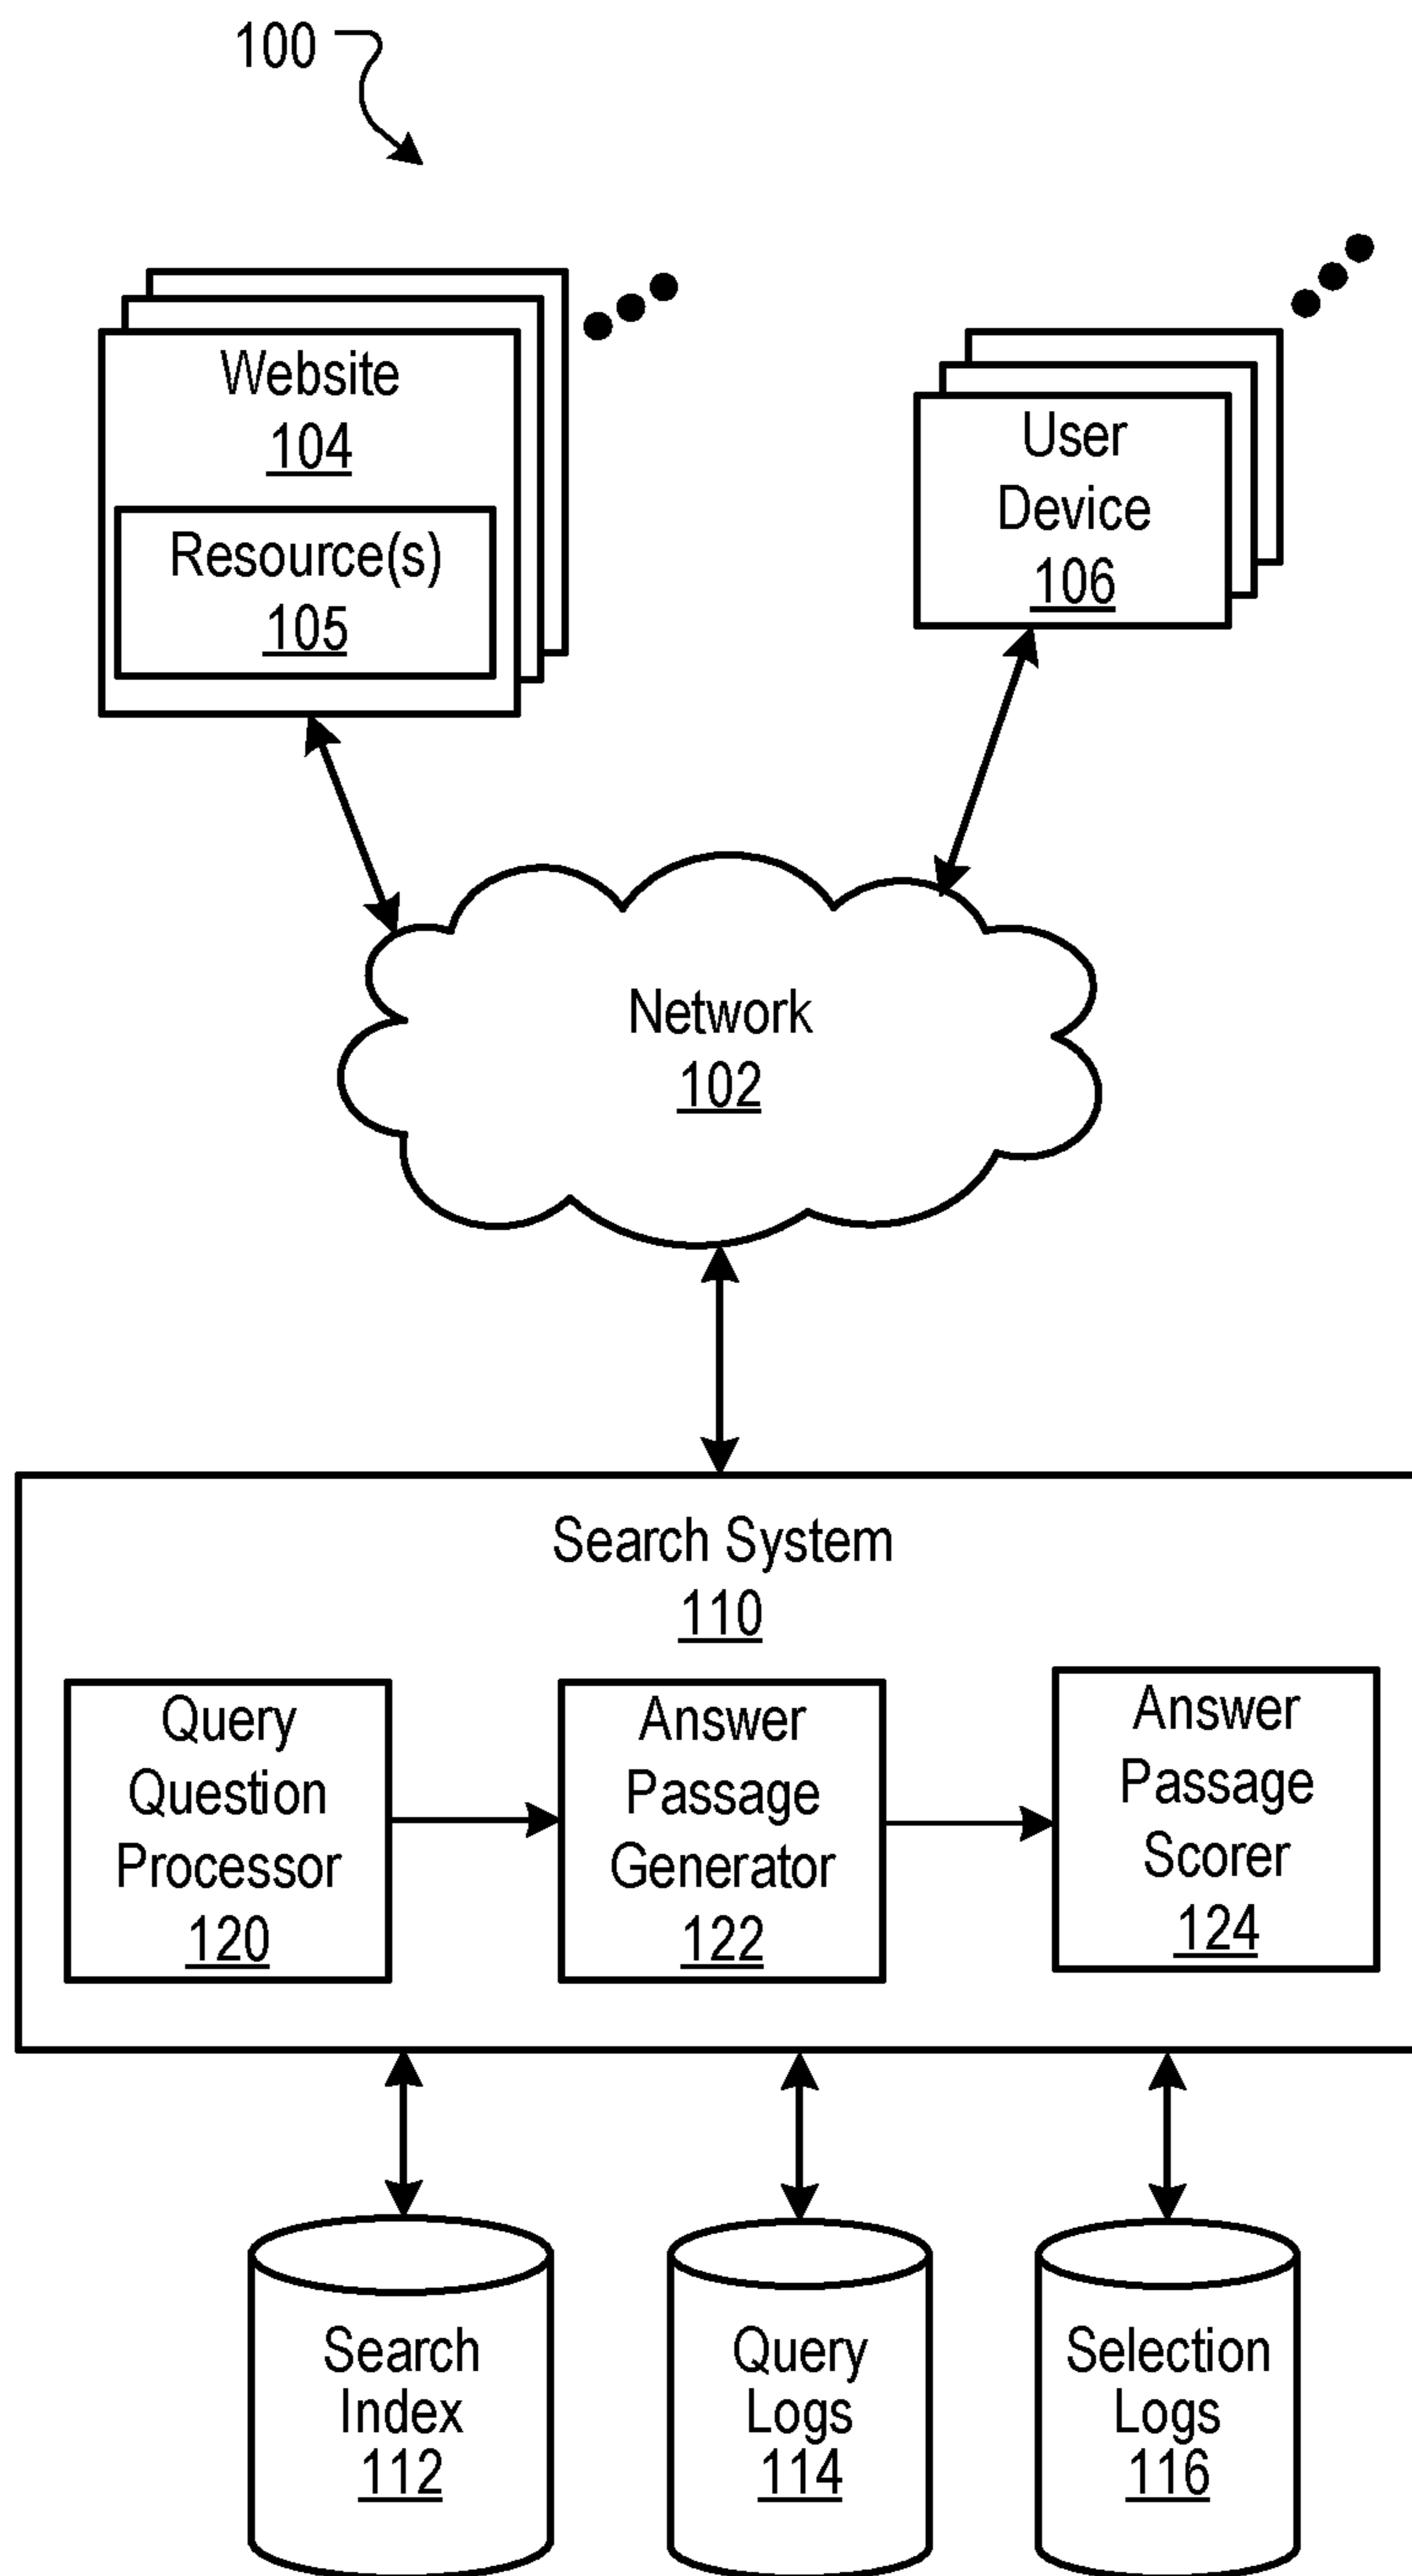 100
Website
104
Resource(s)
105
User
Device
106
Network
102
Search System
110
Query
Question
Processor
120
Answer
Passage
Generator
122
Answer
Passage
Scorer
124
Search
Index
112
Query
Logs
114
Selection
Logs
116